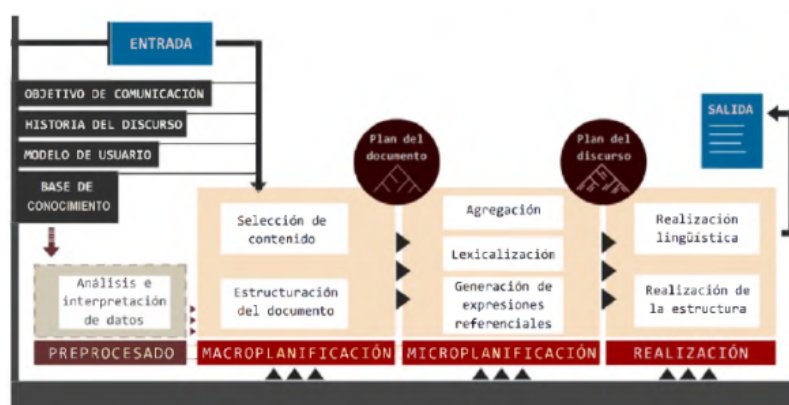 ENTRADA
OBJETIVO DE COMUNICACIÓN
HISTORIA DEL DISCURSO
MODELO DE USUARIO
BASE DE
CONOCIMIENTO
Plan del
documento
Plan del
discurso
SALIDA
Análisis e
interpretación
de datos
Selección de
contenido
Estructuración
del documento
Agregación
Lexicalización
Generación de
expresiones
referenciales
Realización
lingüística
Realización de
la estructura
PREPROCESADO
MACROPLANIFICACIÓN
MICROPLANIFICACIÓN
REALIZACIÓN